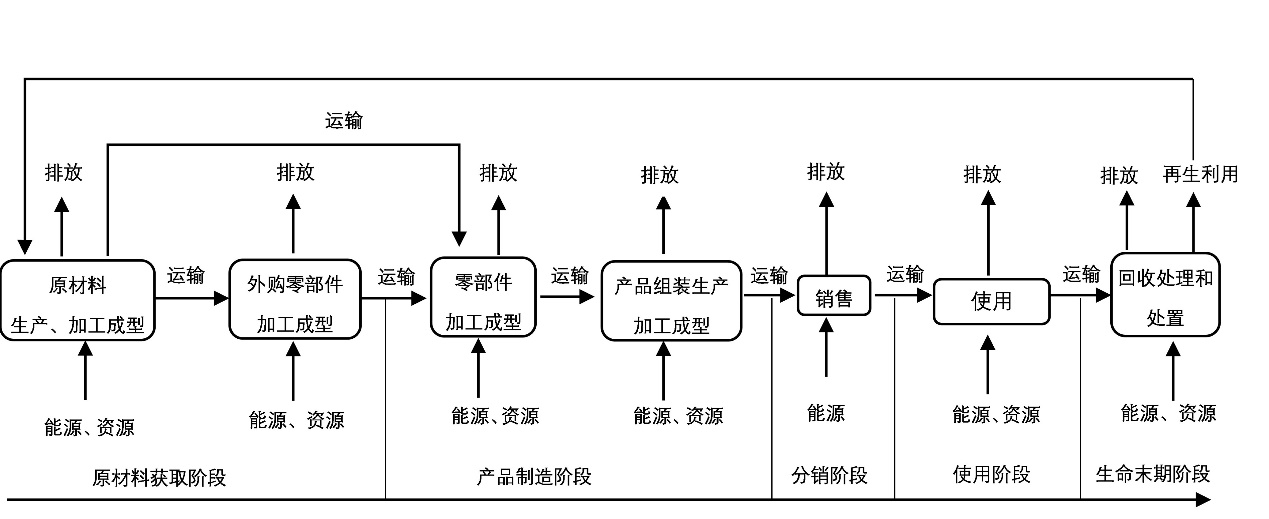 运输
排放
排放
排放
排放
排放
排放
排放
再生利用
原材料
生产、加工成型
运输
外购零部件
加工成型
运输
零部件
加工成型
运输
产品组装生产
加工成型
运输
销售
运输
使用
运输
回收处理和
处置
能源、资源
能源、资源
能源、资源
能源、资源
能源
能源、资源
能源、资源
原材料获取阶段
产品制造阶段
分销阶段
使用阶段
生命末期阶段